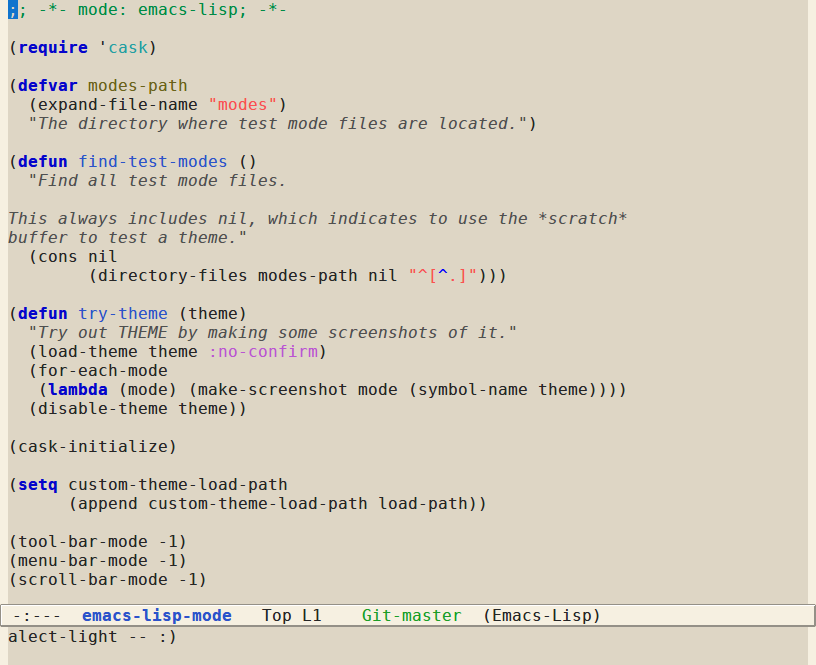 ;; -*- mode: emacs-lisp; -*-

(require 'cask)

(defvar modes-path
  (expand-file-name "modes")
  "The directory where test mode files are located.")

(defun find-test-modes ()
  "Find all test mode files.

This always includes nil, which indicates to use the *scratch*
buffer to test a theme."
  (cons nil
        (directory-files modes-path nil "^[^.]")))

(defun try-theme (theme)
  "Try out THEME by making some screenshots of it."
  (load-theme theme :no-confirm)
  (for-each-mode
   (lambda (mode) (make-screenshot mode (symbol-name theme))))
  (disable-theme theme))

(cask-initialize)

(setq custom-theme-load-path
      (append custom-theme-load-path load-path))

(tool-bar-mode -1)
(menu-bar-mode -1)
(scroll-bar-mode -1)
-:---  emacs-lisp-mode   Top L1    Git-master  (Emacs-Lisp)
alect-light -- :)